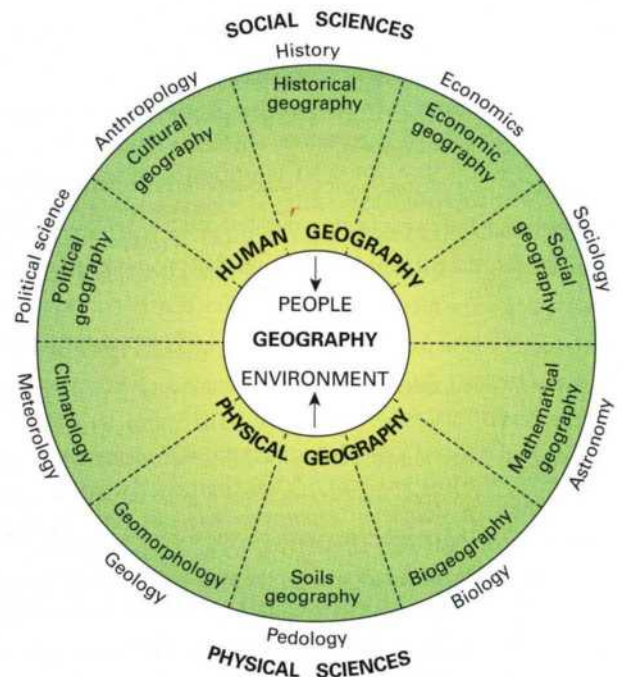 SOCIAL SCIENCES
History
Anthropology
Economics
Political science
Sociology
Historical
geography
Cultural
geography
Economic
geography
Political
geography
Social
geography
HUMAN GEOGRAPHY
PEOPLE
GEOGRAPHY
ENVIRONMENT
PHYSICAL GEOGRAPHY
Climatology
Mathematical
geography
Geomorphology
Biogeography
Soils
geography
Meteorology
Astronomy
Geology
Biology
Pedology
PHYSICAL SCIENCES